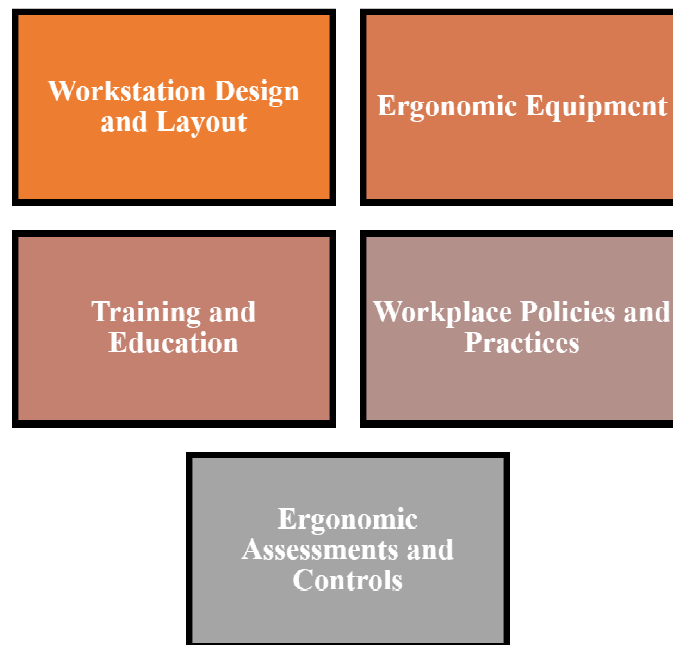 Workstation Design
and Layout
Ergonomic Equipment
Training and
Education
Workplace Policies and
Practices
Ergonomic
Assessments and
Controls